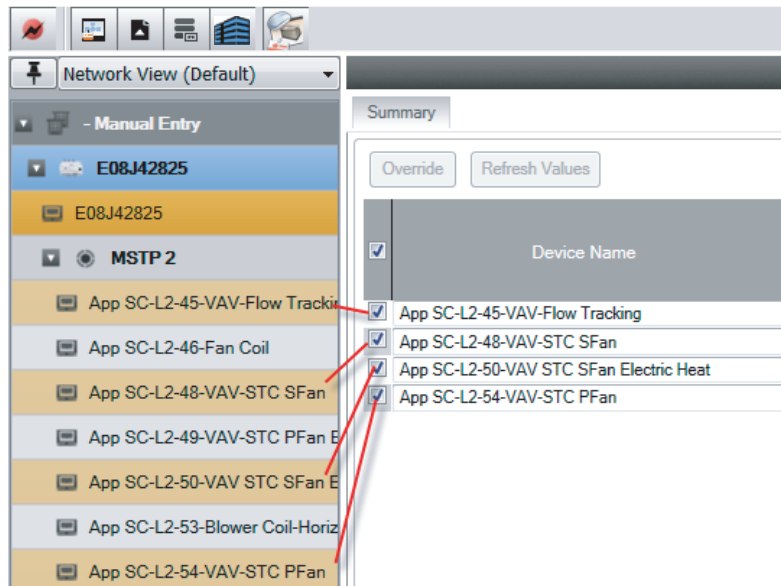 Network View (Default)
- Manual Entry
E08J42825
E08J42825
MSTP 2
App SC-L2-45-VAV-Flow Trackin
App SC-L2-46-Fan Coil
App SC-L2-48-VAV-STC SFan
App SC-L2-49-VAV-STC PFan E
App SC-L2-50-VAV STC SFan E
App SC-L2-53-Blower Coil-Horiz
App SC-L2-54-VAV-STC PFan
Summary
Override Refresh Values
Device Name
App SC-L2-45-VAV-Flow Tracking
App SC-L2-48-VAV-STC SFan
App SC-L2-50-VAV STC SFan Electric Heat
App SC-L2-54-VAV-STC PFan